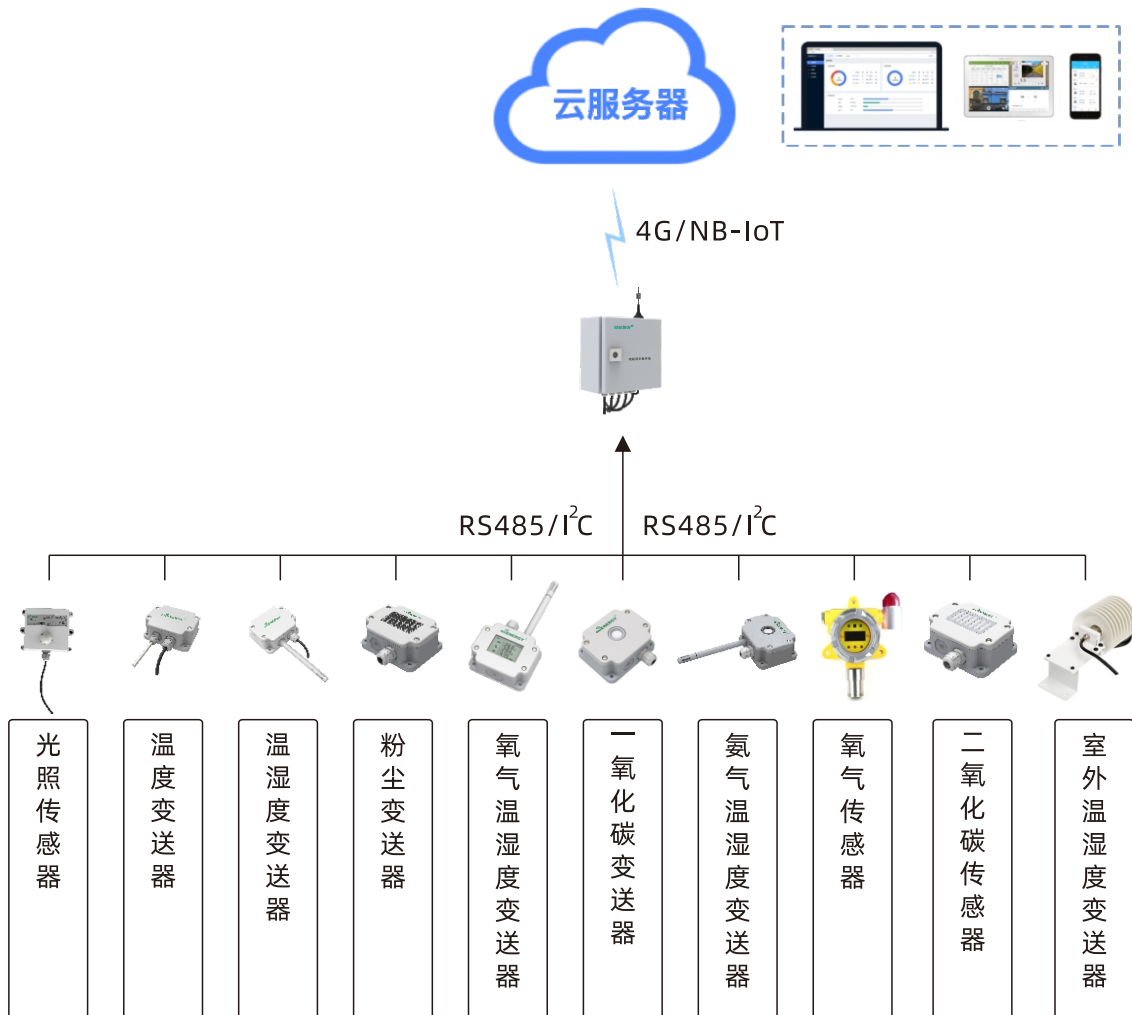 云服务器
4G/NB-IoT
RS485/I²C
RS485/I²C
光照传感器
温度变送器
温湿度变送器
粉尘变送器
氧气温湿度变送器
一氧化碳变送器
氨气温湿度变送器
氧气传感器
二氧化碳传感器
室外温湿度变送器